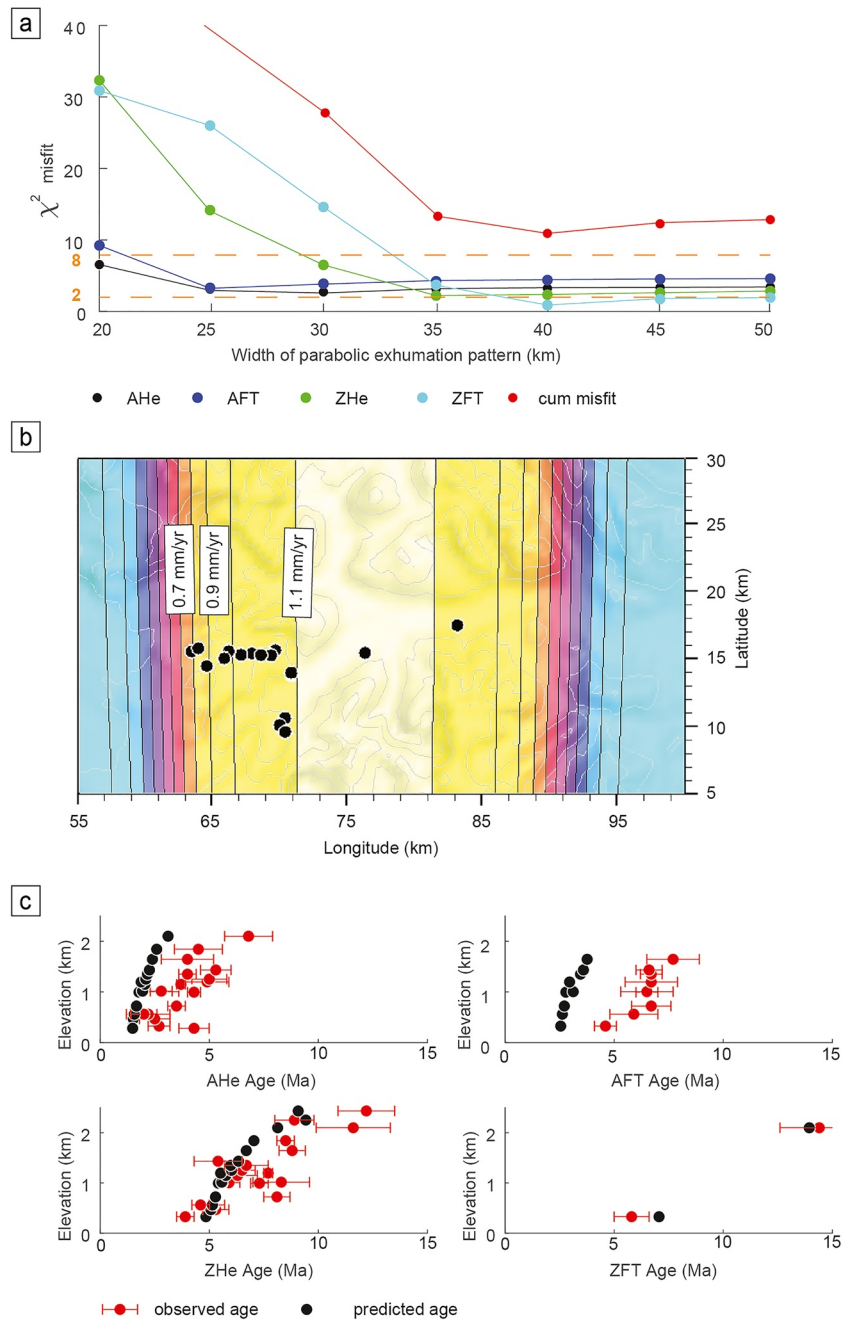 a
40
30
20
10
8
2
0
χ² misfit
20 25 30 35 40 45 50
Width of parabolic exhumation pattern (km)
AHe AFT ZHe ZFT cum misfit
b
30
25
20
15
10
5
Latitude (km)
0.7 mm/yr
0.9 mm/yr
1.1 mm/yr
55 65 75 85 95
Longitude (km)
c
Elevation (km)
2
1
0
0 5 10 15
AHe Age (Ma)
Elevation (km)
2
1
0
0 5 10 15
AFT Age (Ma)
Elevation (km)
2
1
0
0 5 10 15
ZHe Age (Ma)
Elevation (km)
2
1
0
0 5 10 15
ZFT Age (Ma)
observed age predicted age